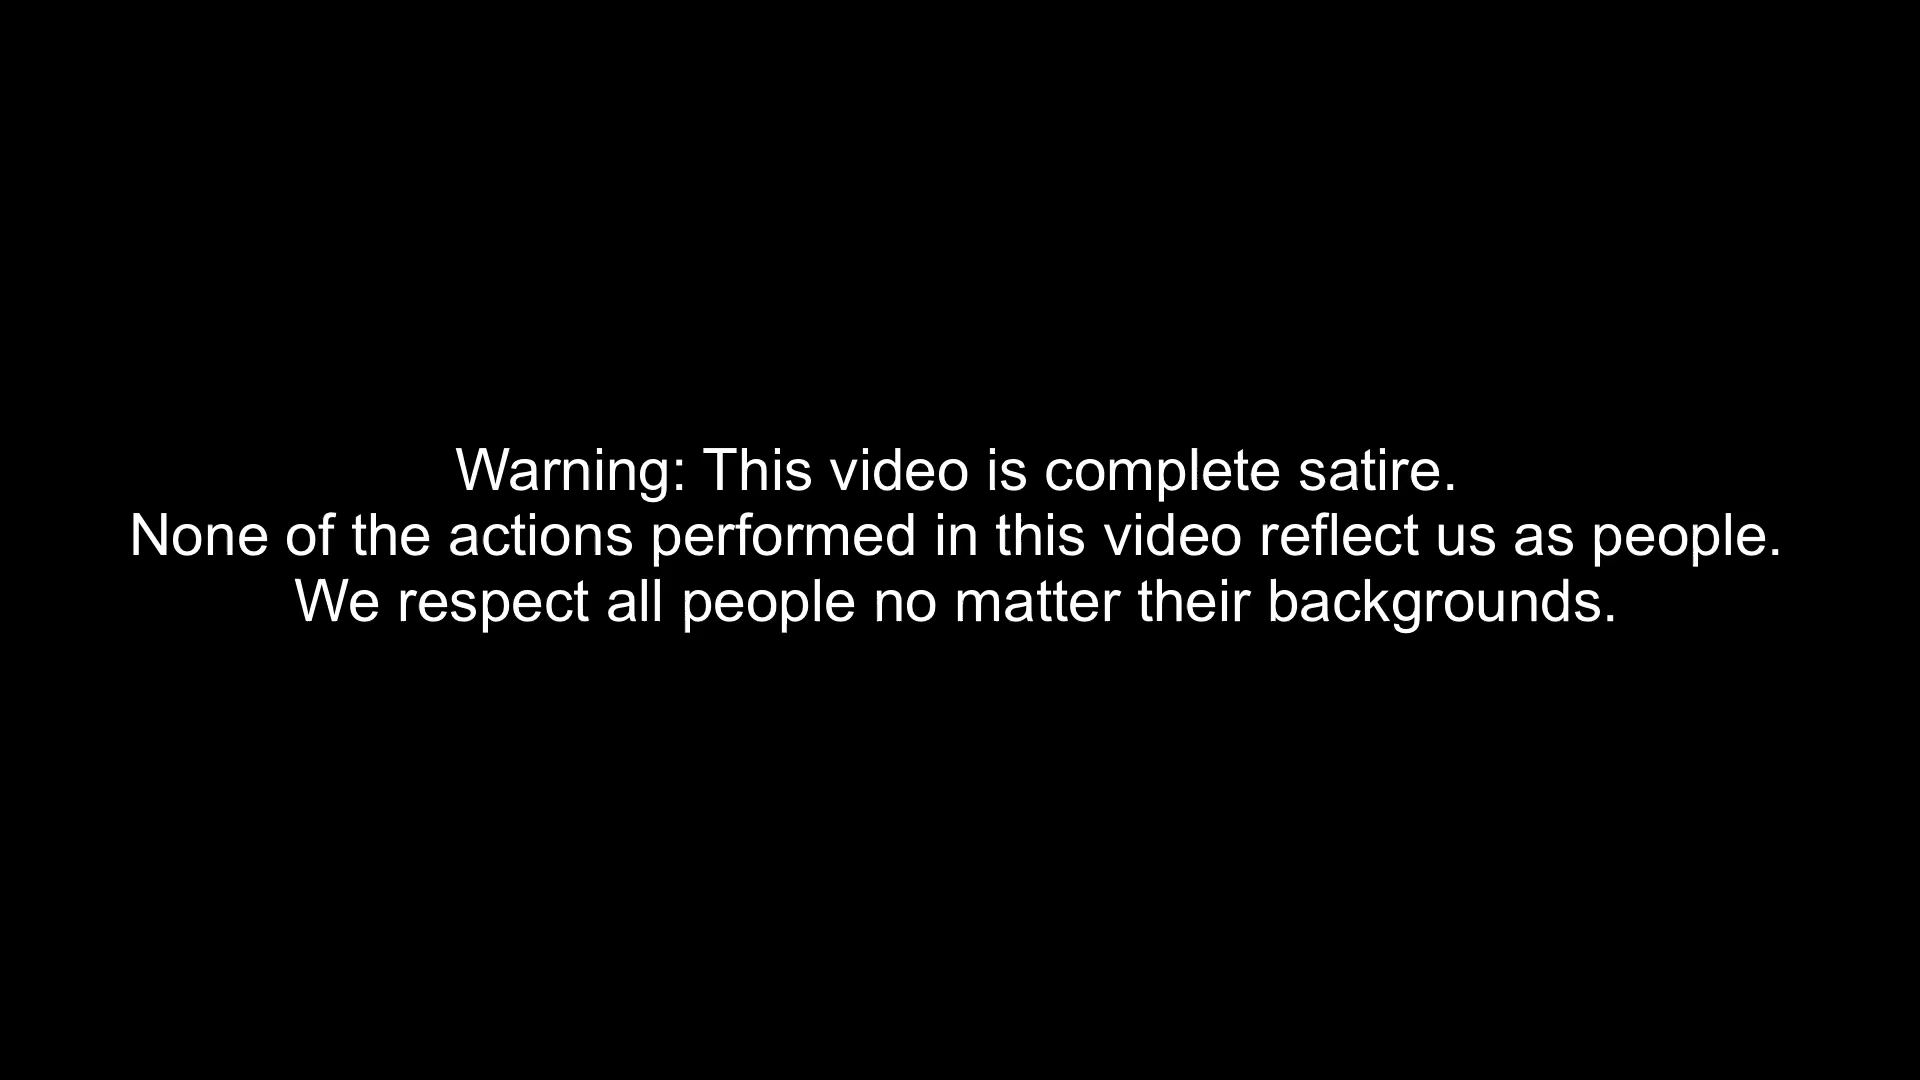 Warning: This video is complete satire.
None of the actions performed in this video reflect us as people.
We respect all people no matter their backgrounds.